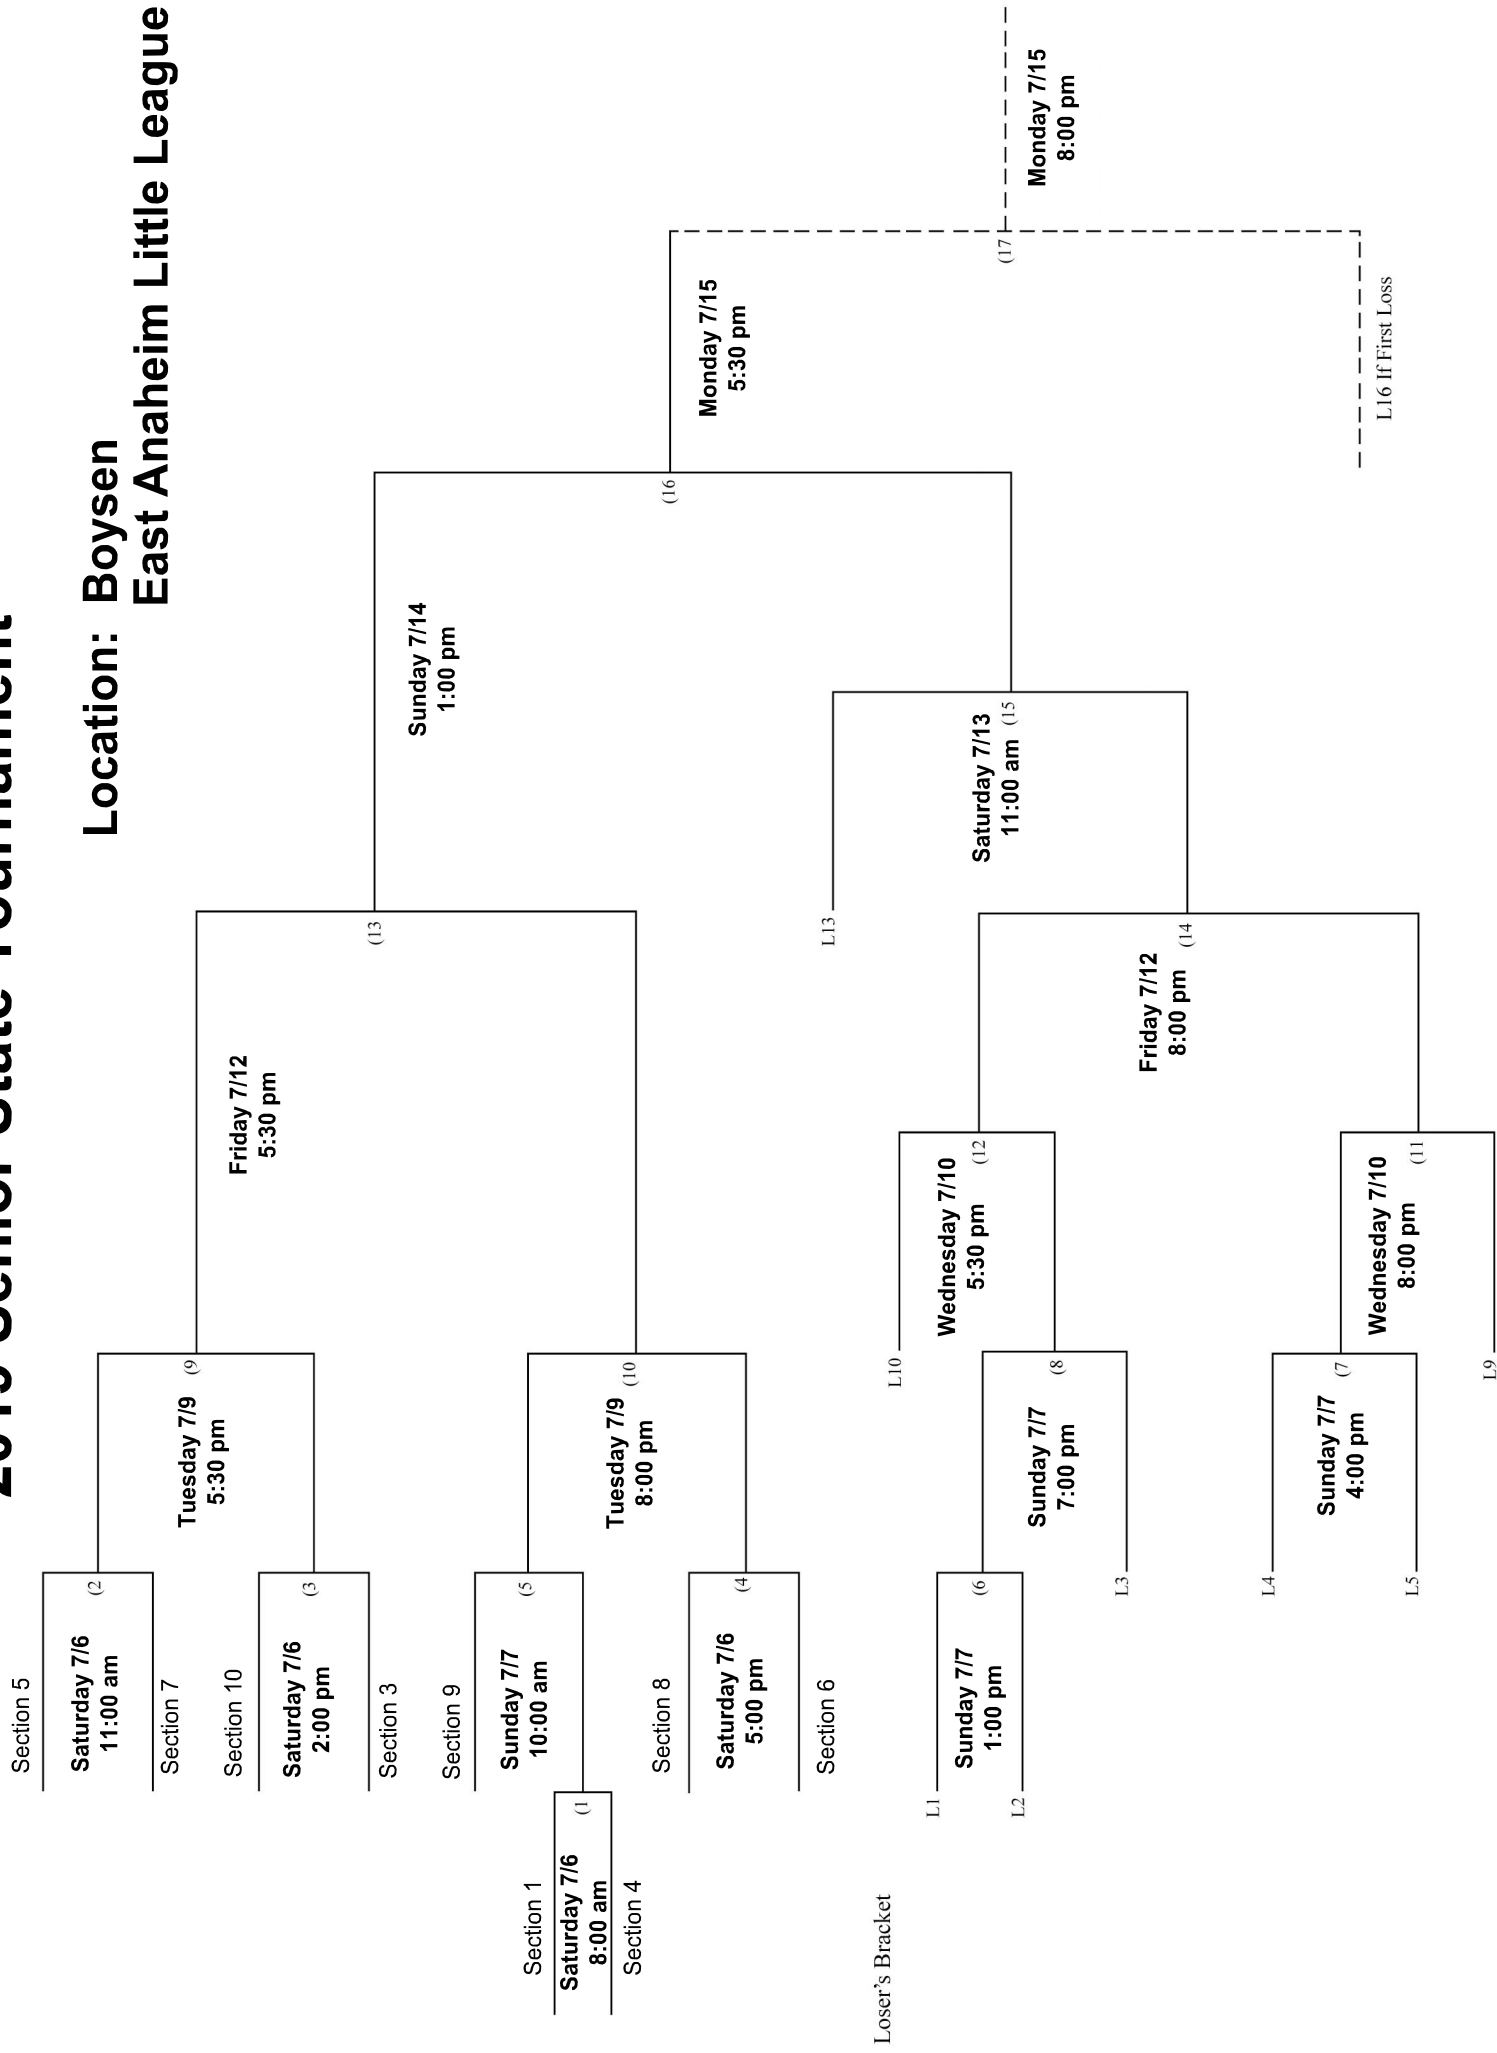 2019 Senior State Tournament
Location: Boysen
East Anaheim Little League
Section 5
Saturday 7/6
11:00 am
(2
Section 7
Tuesday 7/9
5:30 pm
(9
Section 10
Saturday 7/6
2:00 pm
(3
Section 3
Friday 7/12
5:30 pm
(13
Sunday 7/14
1:00 pm
Section 9
Sunday 7/7
10:00 am
(5
Section 1
Saturday 7/6
8:00 am
(1
Section 4
Tuesday 7/9
8:00 pm
(10
Section 8
Saturday 7/6
5:00 pm
(4
Section 6
(16
Monday 7/15
5:30 pm
(17
Monday 7/15
8:00 pm
L16 If First Loss
Loser's Bracket
L13
Saturday 7/13
11:00 am
(15
L10
Wednesday 7/10
5:30 pm
(12
L1
Sunday 7/7
1:00 pm
(6
L2
Sunday 7/7
7:00 pm
(8
L3
Friday 7/12
8:00 pm
(14
L4
Sunday 7/7
4:00 pm
(7
L5
Wednesday 7/10
8:00 pm
(11
L9